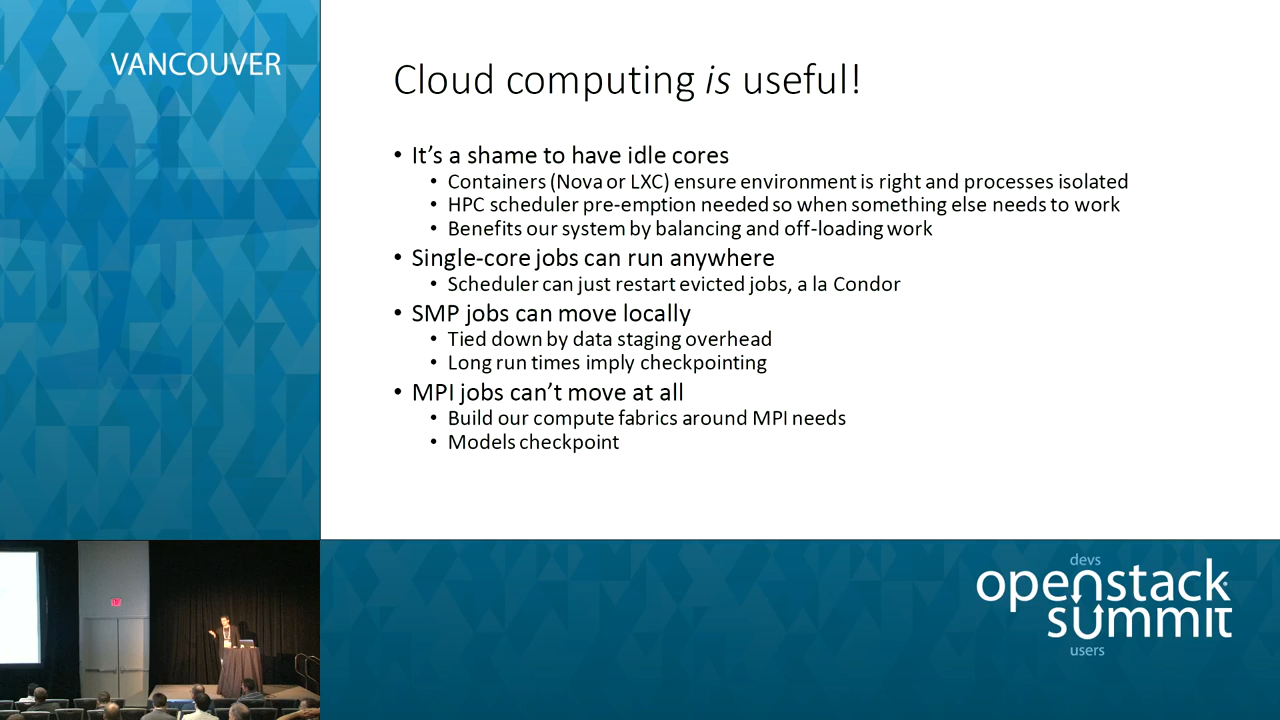 VANCOUVER
Cloud computing is useful!
• It’s a shame to have idle cores
• Containers (Nova or LXC) ensure environment is right and processes isolated
• HPC scheduler pre-emption needed so when something else needs to work
• Benefits our system by balancing and off-loading work
• Single-core jobs can run anywhere
• Scheduler can just restart evicted jobs, a la Condor
• SMP jobs can move locally
• Tied down by data staging overhead
• Long run times imply checkpointing
• MPI jobs can’t move at all
• Build our compute fabrics around MPI needs
• Models checkpoint
devs
openstack
summit
users